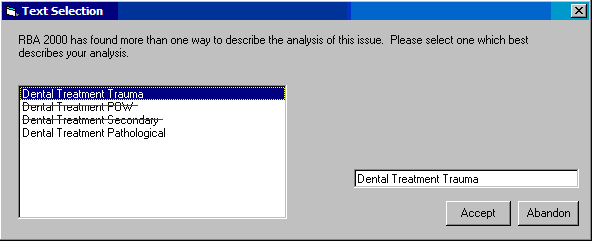 Text Selection
RBA 2000 has found more than one way to describe the analysis of this issue.  Please select one which best
describes your analysis.
Dental Treatment Trauma
Dental Treatment POW
Dental Treatment Secondary
Dental Treatment Pathological
Dental Treatment Trauma
Accept
Abandon